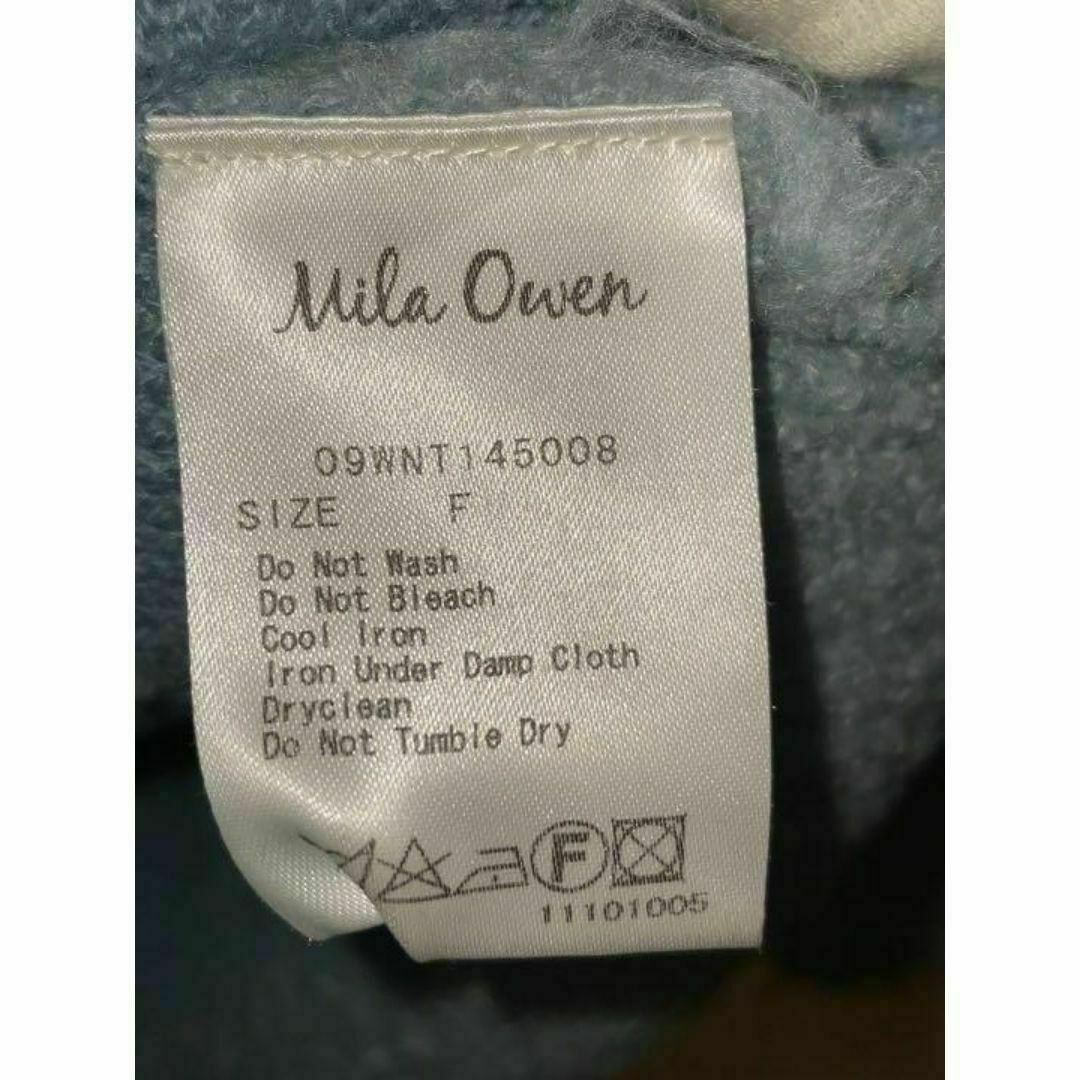 Mila Owen
09WNT145008
SIZE F
Do Not Wash
Do Not Bleach
Cool Iron
Iron Under Damp Cloth
Dryclean
Do Not Tumble Dry
F
11101005